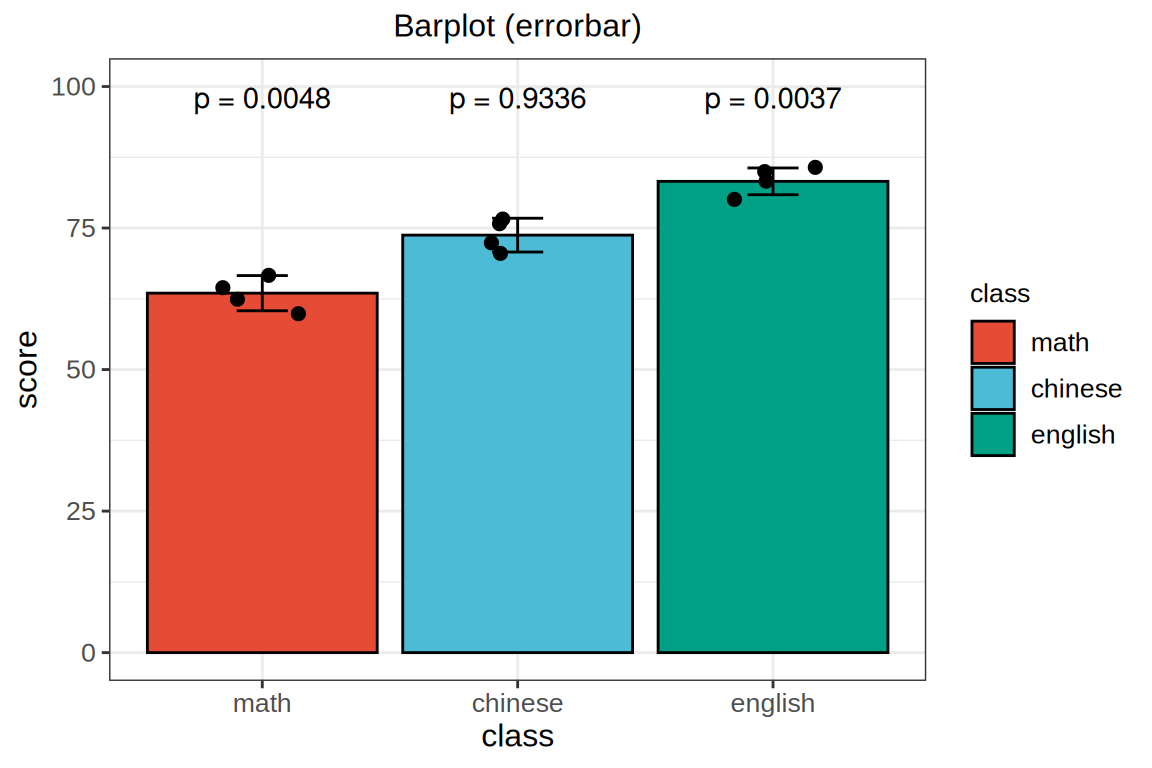 Barplot (errorbar)
100
p = 0.0048
p = 0.9336
p = 0.0037
75
50
25
0
score
math
chinese
english
class
class
math
chinese
english